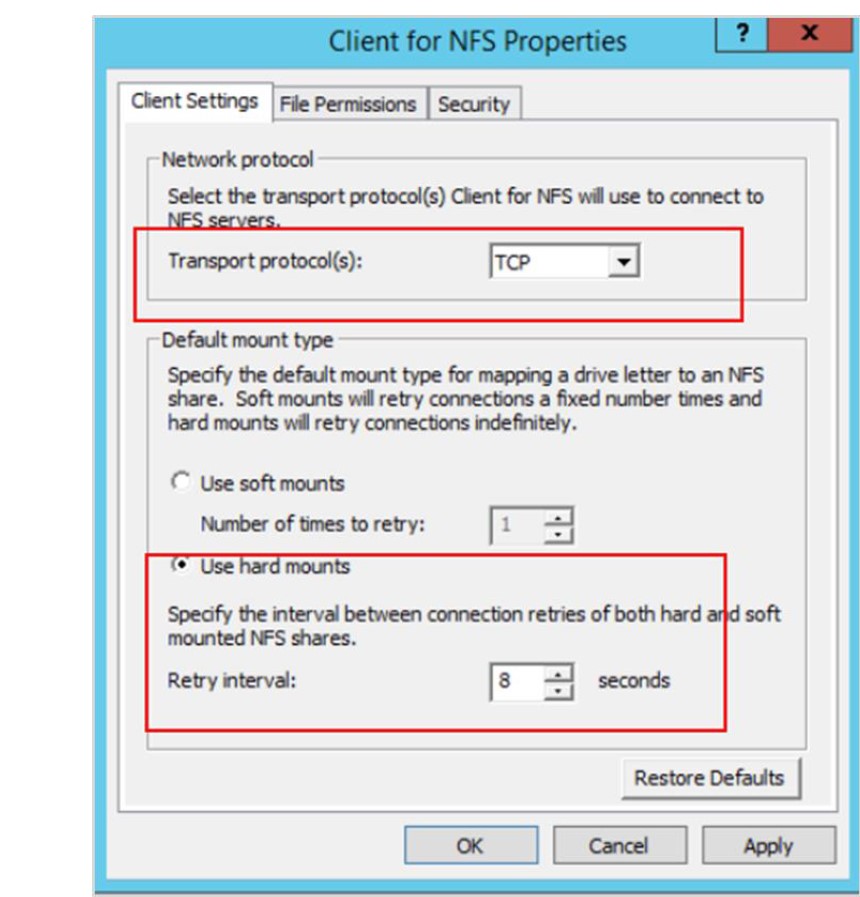 Client for NFS Properties
? x
Client Settings File Permissions Security
Network protocol
Select the transport protocol(s) Client for NFS will use to connect to
NFS servers.
Transport protocol(s): TCP
Default mount type
Specify the default mount type for mapping a drive letter to an NFS
share. Soft mounts will retry connections a fixed number times and
hard mounts will retry connections indefinitely.
Use soft mounts
Number of times to retry: 1
Use hard mounts
Specify the interval between connection retries of both hard and soft
mounted NFS shares.
Retry interval: 8 seconds
Restore Defaults
OK Cancel Apply